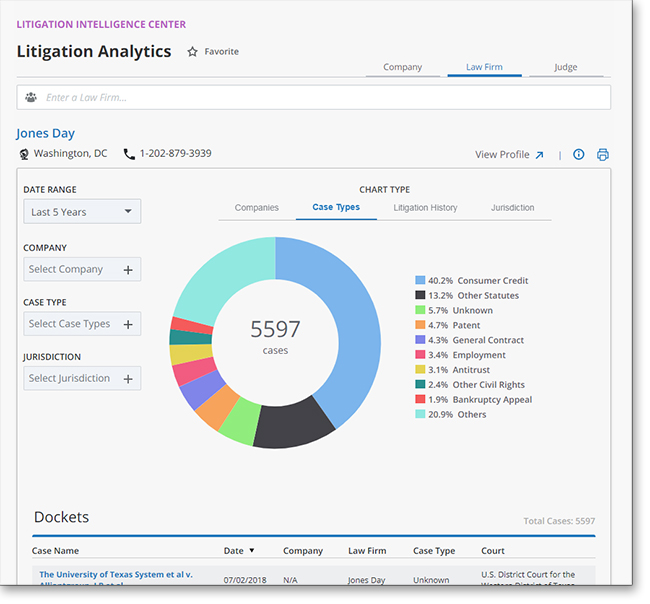 LITIGATION INTELLIGENCE CENTER
Litigation Analytics Favorite
Company Law Firm Judge
Enter a Law Firm...
Jones Day
Washington, DC 1-202-879-3939 View Profile
DATE RANGE
Last 5 Years
COMPANY
Select Company
CASE TYPE
Select Case Types
JURISDICTION
Select Jurisdiction
CHART TYPE
Companies Case Types Litigation History Jurisdiction
5597
cases
40.2% Consumer Credit
13.2% Other Statutes
5.7% Unknown
4.7% Patent
4.3% General Contract
3.4% Employment
3.1% Antitrust
2.4% Other Civil Rights
1.9% Bankruptcy Appeal
20.9% Others
Dockets Total Cases: 5597
Case Name Date Company Law Firm Case Type Court
The University of Texas System et al v.
07/02/2018 N/A Jones Day Unknown
U.S. District Court for the